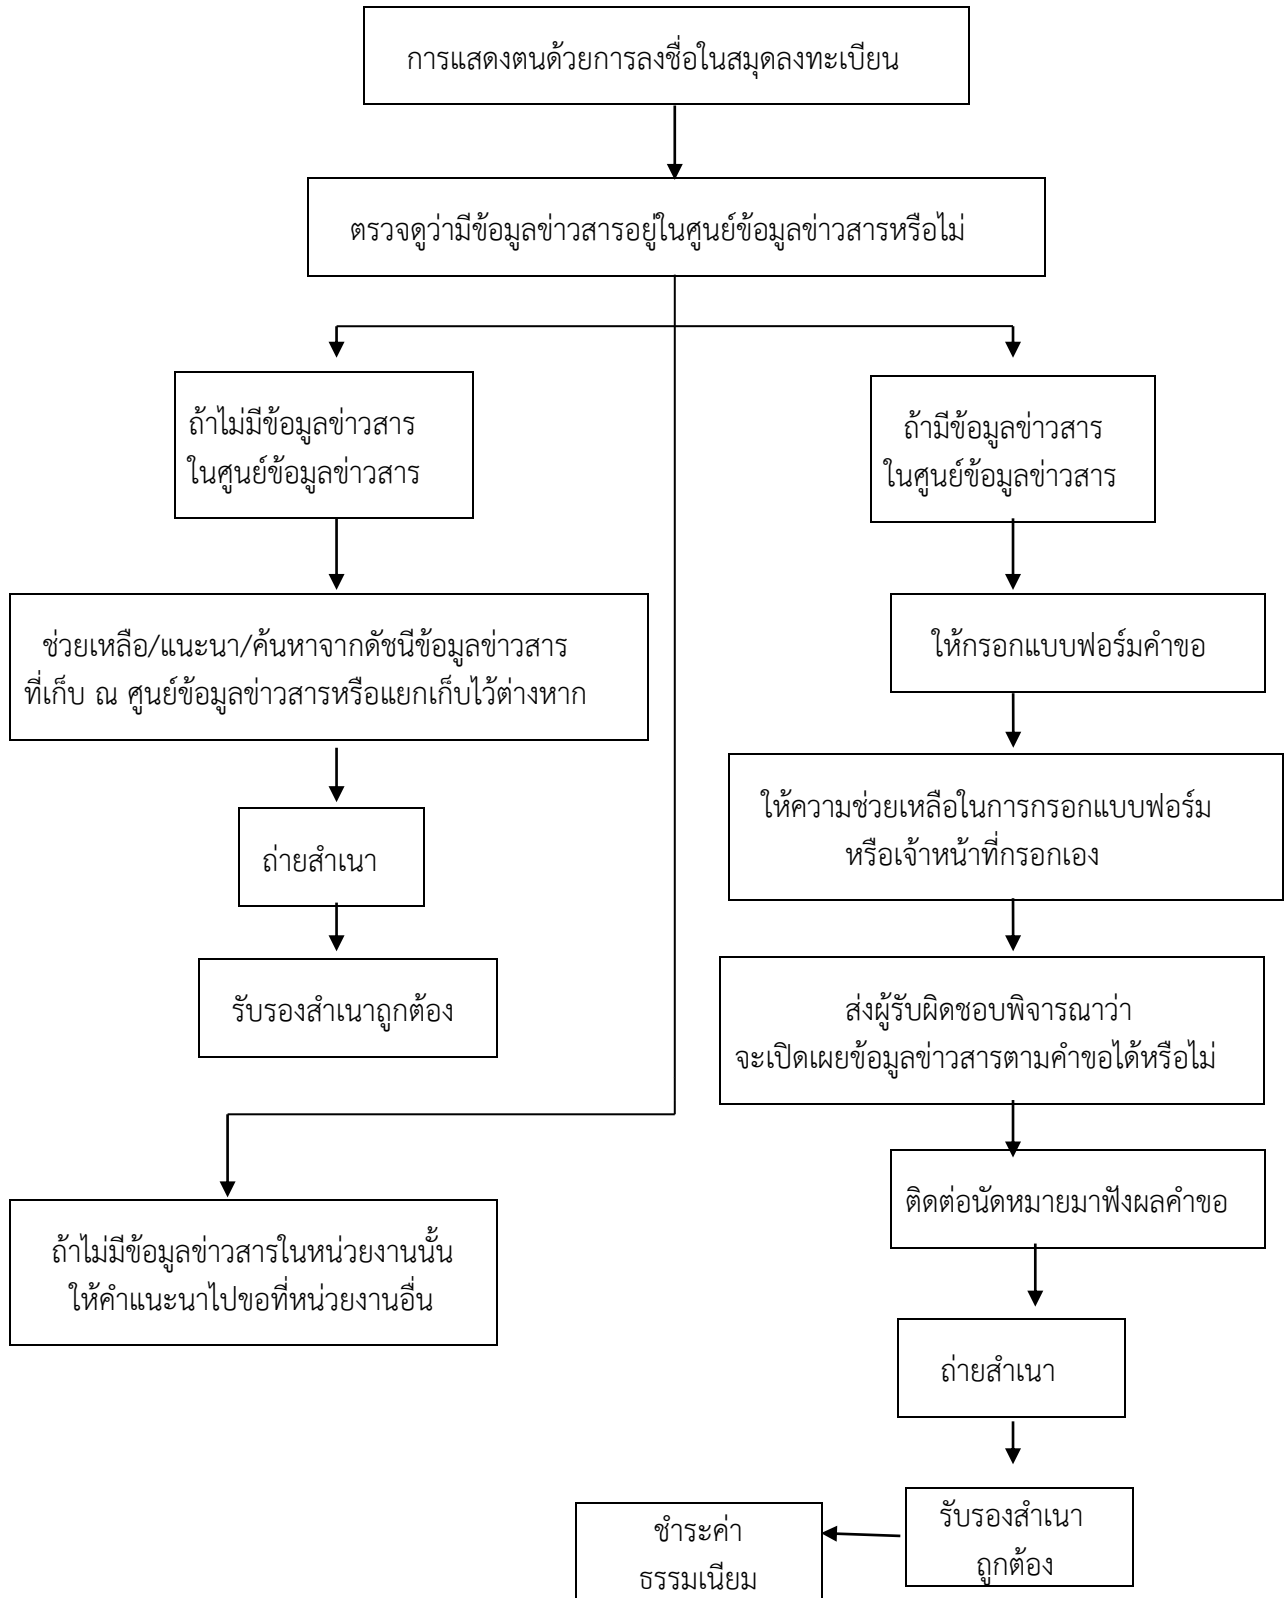 การแสดงตนด้วยการลงชื่อในสมุดลงทะเบียน
ตรวจดูว่ามีข้อมูลข่าวสารอยู่ในศูนย์ข้อมูลข่าวสารหรือไม่
ถ้าไม่มีข้อมูลข่าวสาร
ในศูนย์ข้อมูลข่าวสาร
ช่วยเหลือ/แนะนา/ค้นหาจากดัชนีข้อมูลข่าวสาร
ที่เก็บ ณ ศูนย์ข้อมูลข่าวสารหรือแยกเก็บไว้ต่างหาก
ถ่ายสำเนา
รับรองสำเนาถูกต้อง
ถ้าไม่มีข้อมูลข่าวสารในหน่วยงานนั้น
ให้คำแนะนาไปขอที่หน่วยงานอื่น
ถ้ามีข้อมูลข่าวสาร
ในศูนย์ข้อมูลข่าวสาร
ให้กรอกแบบฟอร์มคำขอ
ให้ความช่วยเหลือในการกรอกแบบฟอร์ม
หรือเจ้าหน้าที่กรอกเอง
ส่งผู้รับผิดชอบพิจารณาว่า
จะเปิดเผยข้อมูลข่าวสารตามคำขอได้หรือไม่
ติดต่อนัดหมายมาฟังผลคำขอ
ถ่ายสำเนา
รับรองสำเนา
ถูกต้อง
ชำระค่า
ธรรมเนียม